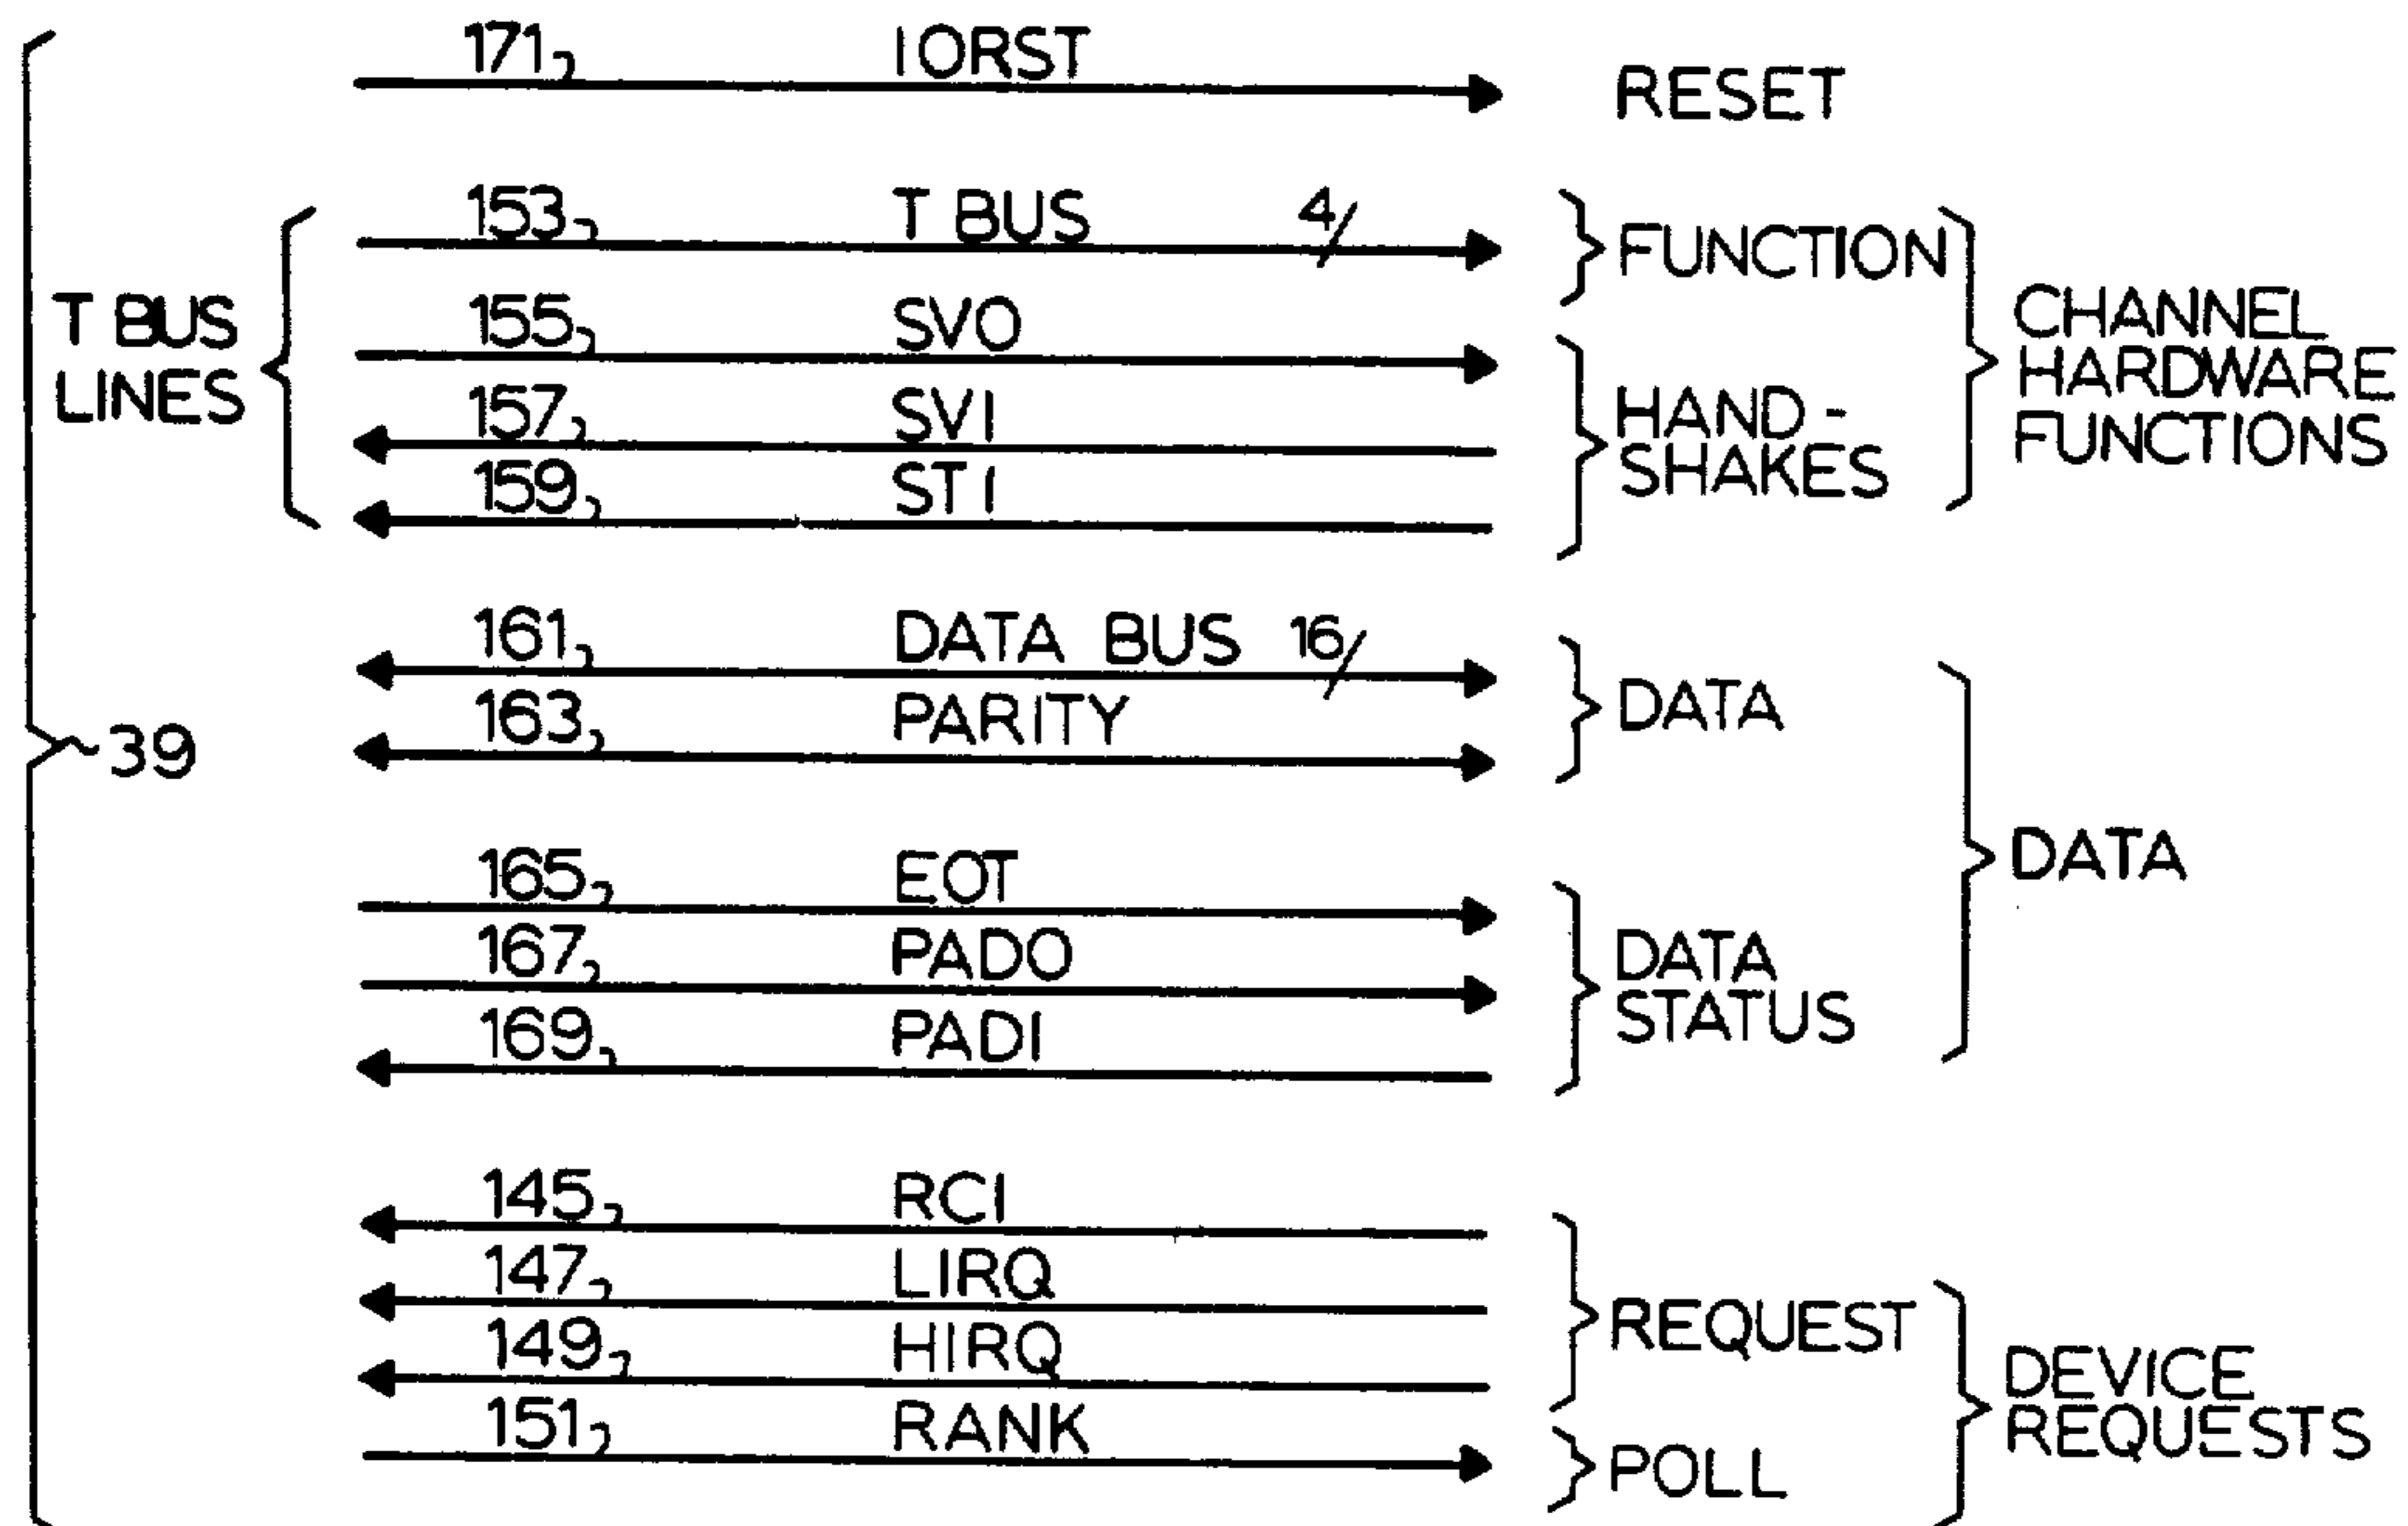 171 IORST RESET
153 T BUS 4 FUNCTION
155 SVO
157 SVI
159 STI
T BUS
LINES
HAND-
SHAKES
CHANNEL
HARDWARE
FUNCTIONS
161 DATA BUS 16
163 PARITY
DATA
39
165 EOT
167 PADO
169 PADI
DATA
STATUS
DATA
145 RCI
147 LIRQ
149 HIRQ
REQUEST
151 RANK
POLL
DEVICE
REQUESTS